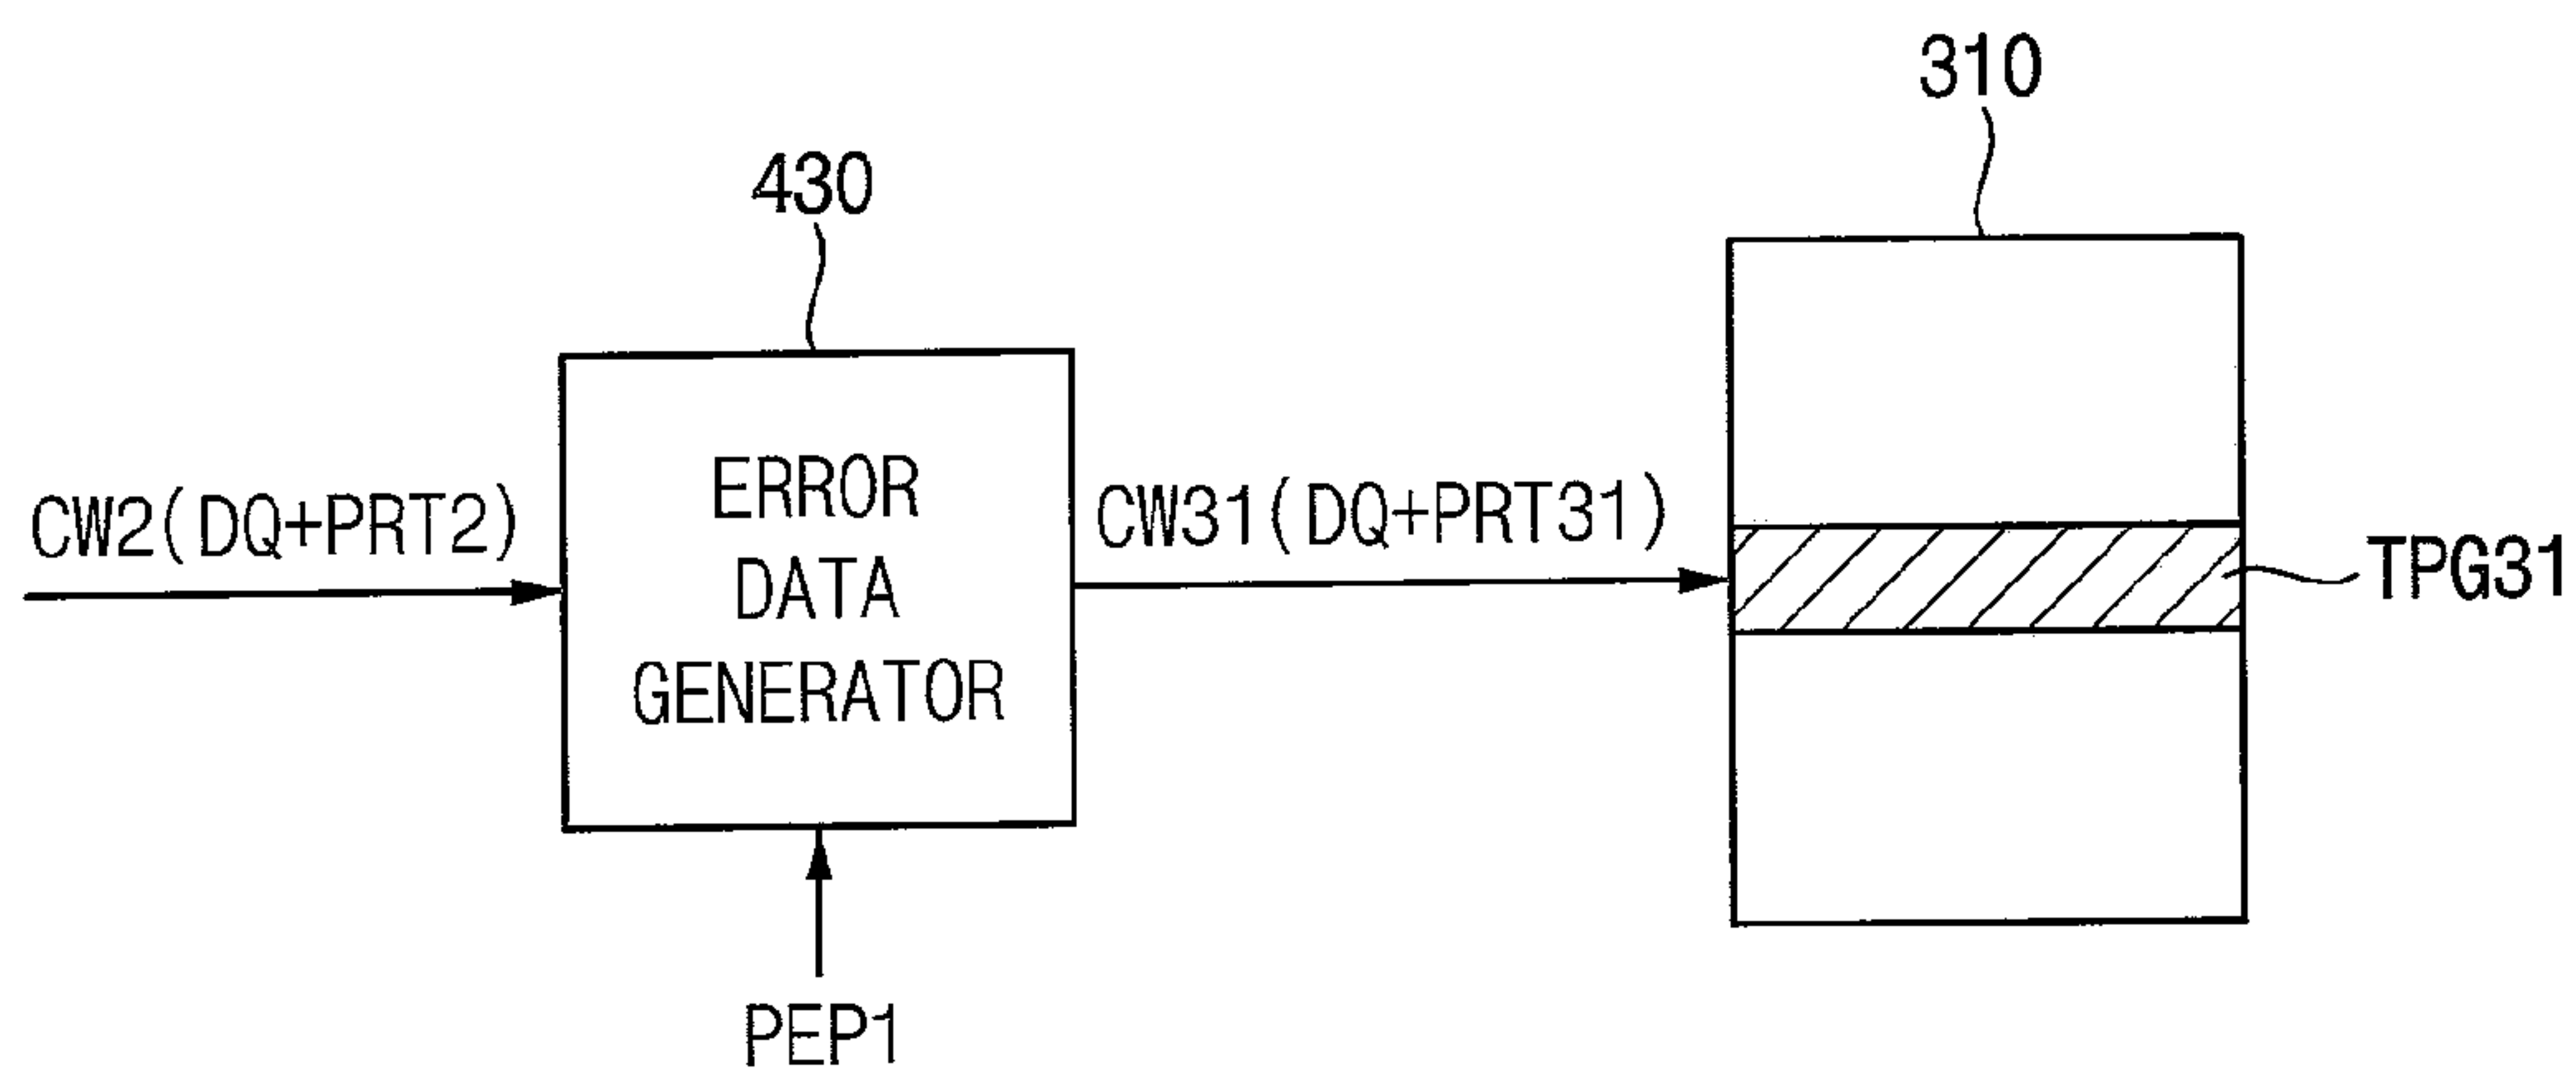 310
430
CW2(DQ+PRT2)
ERROR
DATA
GENERATOR
CW31(DQ+PRT31)
TPG31
PEP1